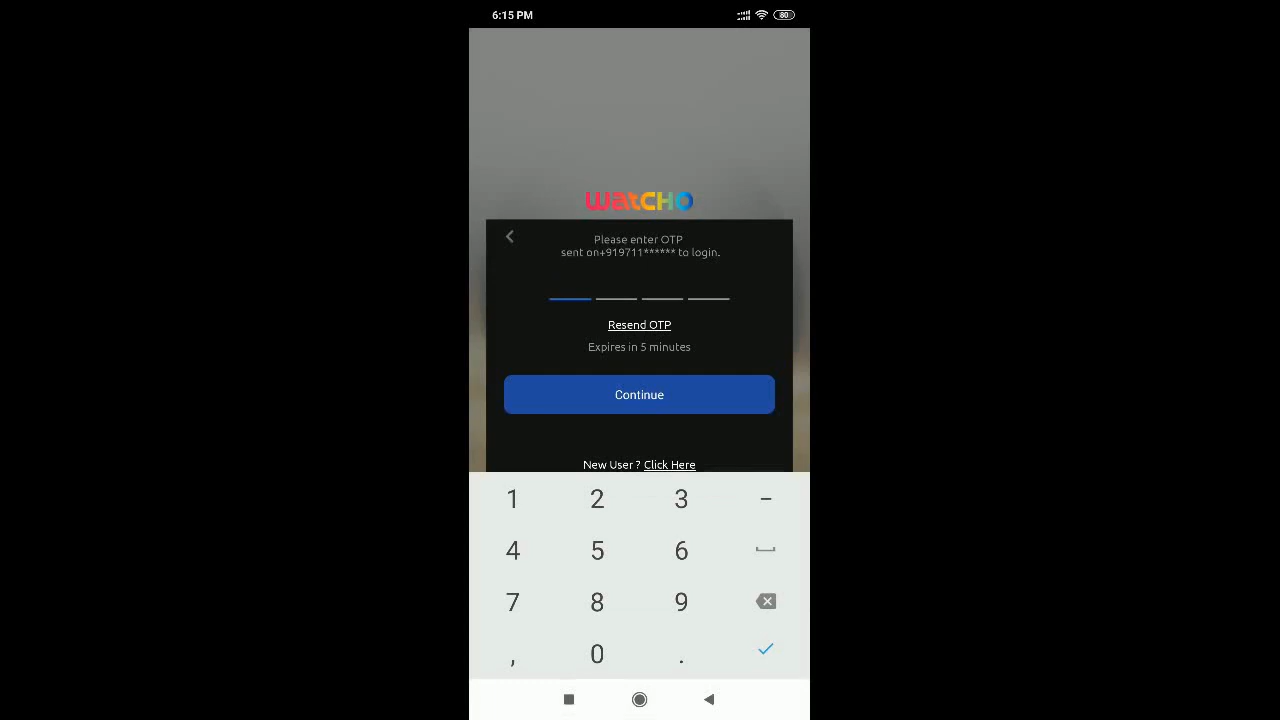 6:15 PM
80
watcho
Please enter OTP
sent on+919711****** to login.
Resend OTP
Expires in 5 minutes
Continue
New User ? Click Here
1 2 3 –
4 5 6
7 8 9
, 0 .